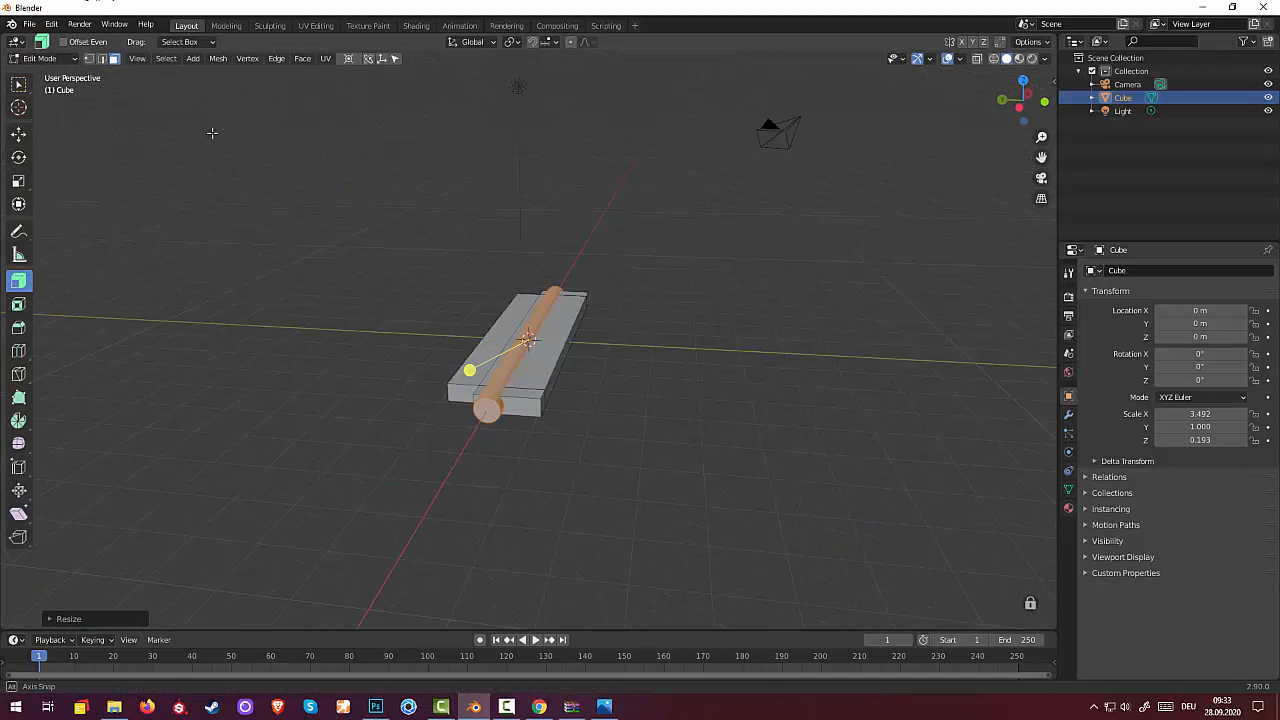 Blender
File Edit Render Window Help Layout Modeling Sculpting UV Editing Texture Paint Shading Animation Rendering Compositing Scripting + Scene View Layer
Offset Even Drag: Select Box Global X Y Z Options
Edit Mode View Select Add Mesh Vertex Edge Face UV
User Perspective
(1) Cube
Scene Collection
Collection
Camera
Cube
Light
Cube
Cube
Transform
Location X 0 m
Y 0 m
Z 0 m
Rotation X 0°
Y 0°
Z 0°
Mode XYZ Euler
Scale X 3.492
Y 1.000
Z 0.193
Delta Transform
Relations
Collections
Instancing
Motion Paths
Visibility
Viewport Display
Custom Properties
Resize
Playback Keying View Marker 1 Start 1 End 250
1 10 20 30 40 50 60 70 80 90 100 110 120 130 140 150 160 170 180 190 200 210 220 230 240 250
Axis Snap 2.90.0
DEU 09:33
28.09.2020